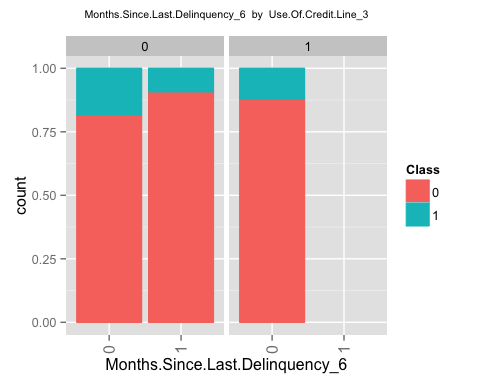 Months.Since.Last.Delinquency_6 by Use.Of.Credit.Line_3
0 1
1.00
0.75
0.50
0.25
0.00
count
0 1 0 1
Months.Since.Last.Delinquency_6
Class
0
1